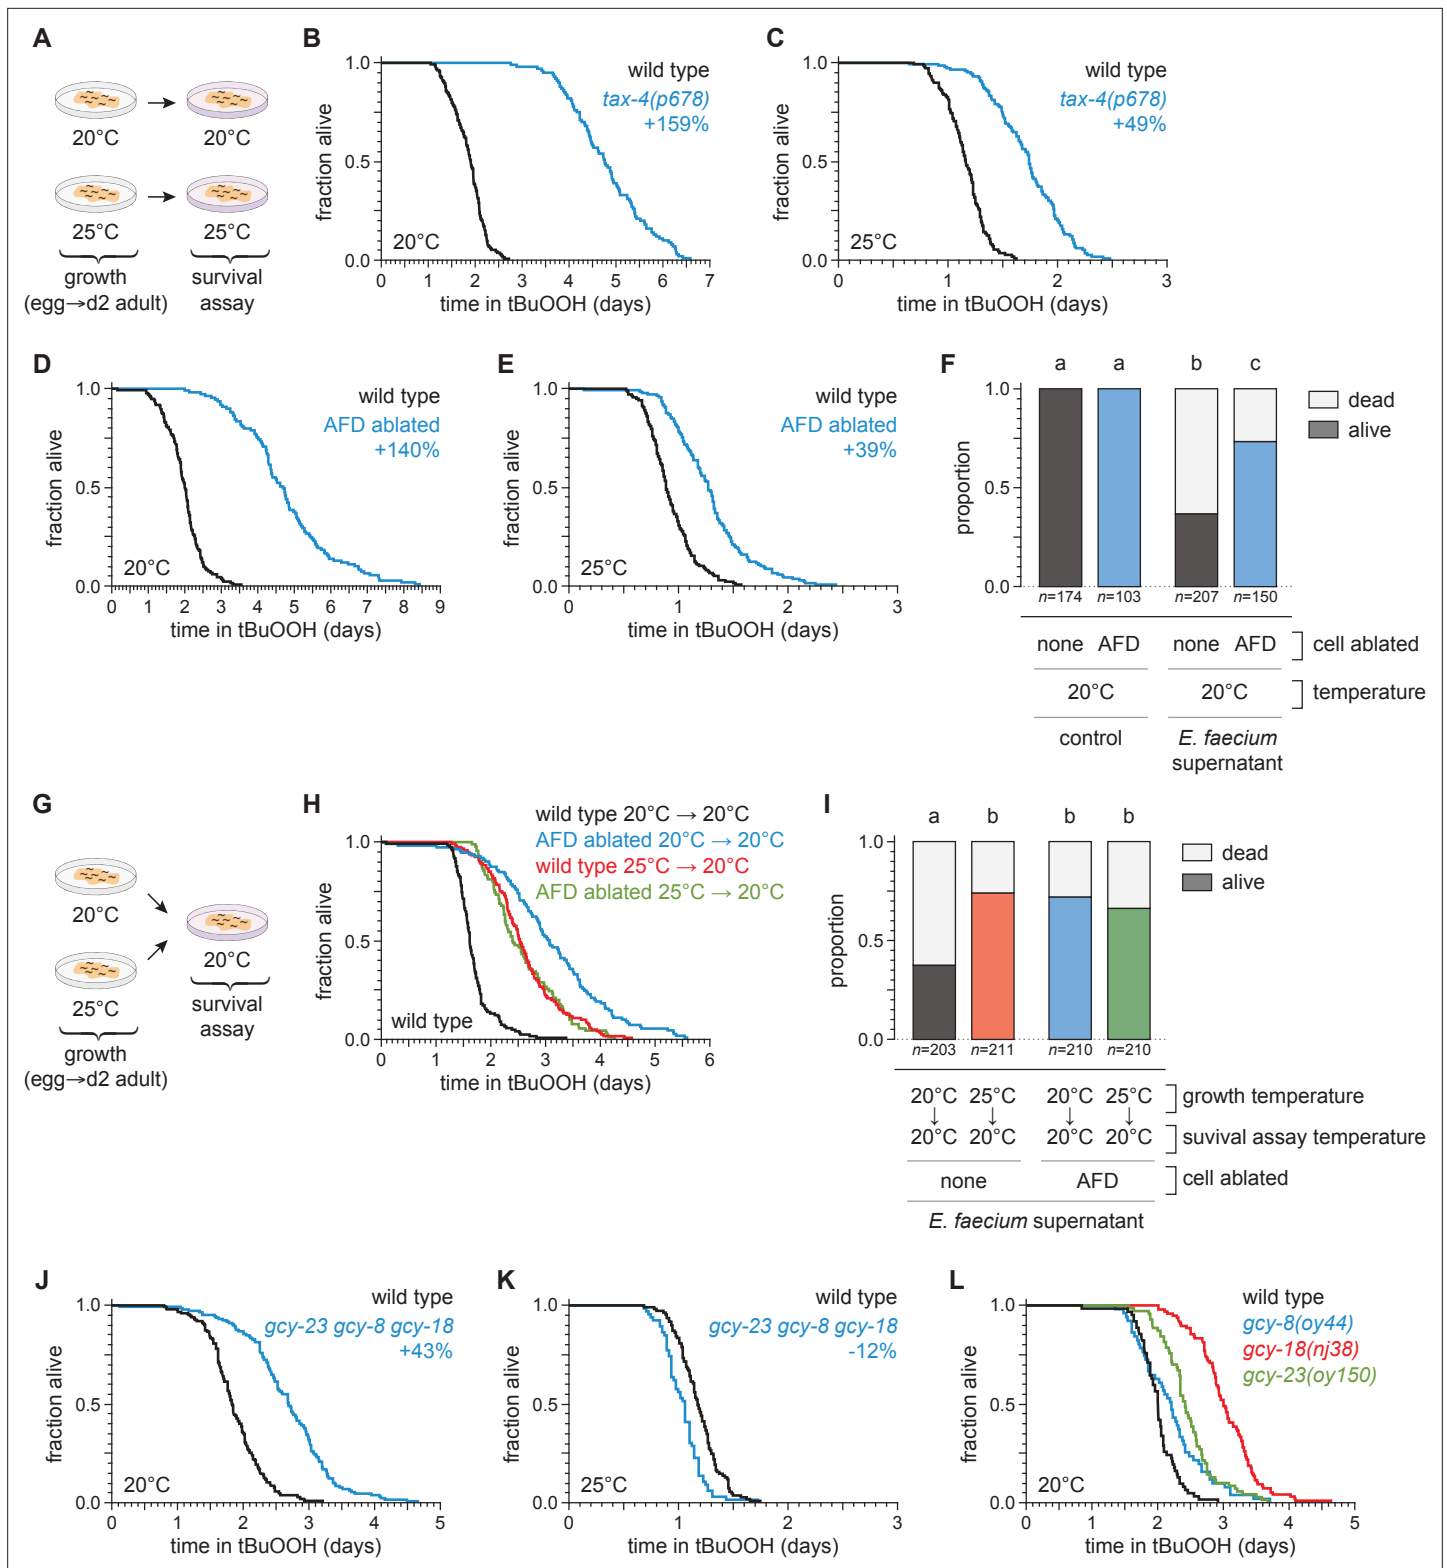 A
20°C
20°C
25°C
25°C
growth
(egg→d2 adult)
survival
assay
B
fraction alive
1.0
0.5
0.0
wild type
tax-4(p678)
+159%
20°C
0 1 2 3 4 5 6 7
time in tBuOOH (days)
C
fraction alive
1.0
0.5
0.0
wild type
tax-4(p678)
+49%
25°C
0 1 2 3
time in tBuOOH (days)
D
fraction alive
1.0
0.5
0.0
wild type
AFD ablated
+140%
20°C
0 1 2 3 4 5 6 7 8 9
time in tBuOOH (days)
E
fraction alive
1.0
0.5
0.0
wild type
AFD ablated
+39%
25°C
0 1 2 3
time in tBuOOH (days)
F
a a b c
proportion
1.0
0.5
0.0
dead
alive
n=174 n=103 n=207 n=150
none AFD none AFD cell ablated
20°C 20°C temperature
control E. faecium
supernatant
G
20°C
25°C
20°C
growth
(egg→d2 adult)
survival
assay
H
wild type 20°C → 20°C
AFD ablated 20°C → 20°C
wild type 25°C → 20°C
AFD ablated 25°C → 20°C
fraction alive
1.0
0.5
0.0
wild type
0 1 2 3 4 5 6
time in tBuOOH (days)
I
a b b b
proportion
1.0
0.5
0.0
dead
alive
n=203 n=211 n=210 n=210
20°C 25°C 20°C 25°C growth temperature
↓ ↓ ↓ ↓
20°C 20°C 20°C 20°C suvival assay temperature
none AFD cell ablated
E. faecium supernatant
J
fraction alive
1.0
0.5
0.0
wild type
gcy-23 gcy-8 gcy-18
+43%
20°C
0 1 2 3 4 5
time in tBuOOH (days)
K
fraction alive
1.0
0.5
0.0
wild type
gcy-23 gcy-8 gcy-18
-12%
25°C
0 1 2 3
time in tBuOOH (days)
L
fraction alive
1.0
0.5
0.0
wild type
gcy-8(oy44)
gcy-18(nj38)
gcy-23(oy150)
20°C
0 1 2 3 4 5
time in tBuOOH (days)